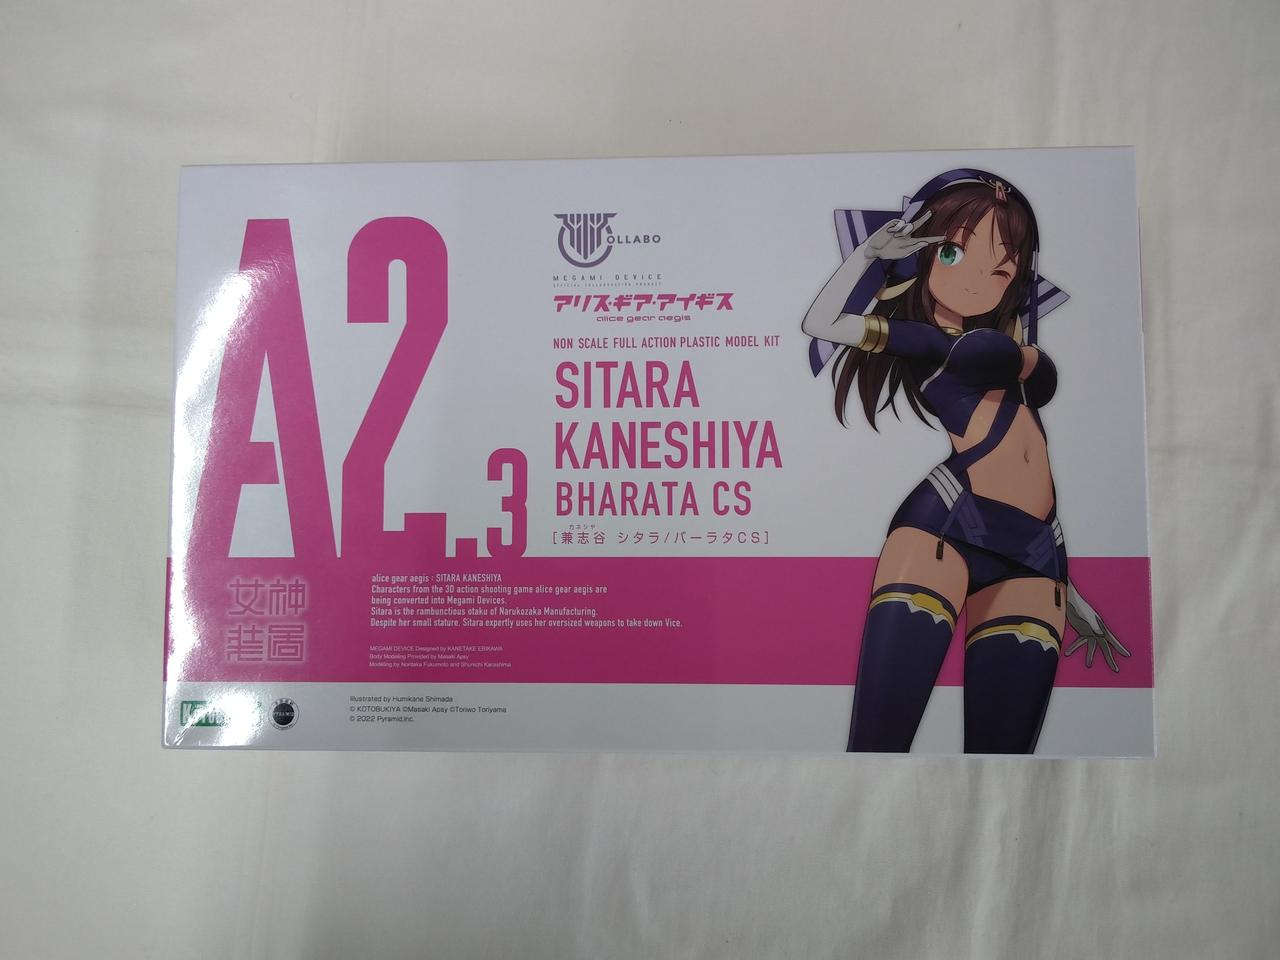 A2.3
OLLABO
MEGAMI DEVICE
OFFICIAL COLLABORATION PRODUCT
アリス・ギア・アイギス
alice gear aegis
NON SCALE FULL ACTION PLASTIC MODEL KIT
SITARA
KANESHIYA
BHARATA CS
カネシヤ
[兼志谷 シタラ/バーラタCS]
女神
装置
alice gear aegis : SITARA KANESHIYA
Characters from the 3D action shooting game alice gear aegis are
being converted into Megami Devices.
Sitara is the rambunctious otaku of Narukozaka Manufacturing.
Despite her small stature, Sitara expertly uses her oversized weapons to take down Vice.
MEGAMI DEVICE Designed by KANETAKE EBIKAWA
Body Modeling Provided by Masaki Apsy
Modeling by Noritaka Fukumoto and Shunichi Karashima
PYRAMID
Illustrated by Humikane Shimada
© KOTOBUKIYA ©Masaki Apsy ©Toriwo Toriyama
© 2022 Pyramid,Inc.